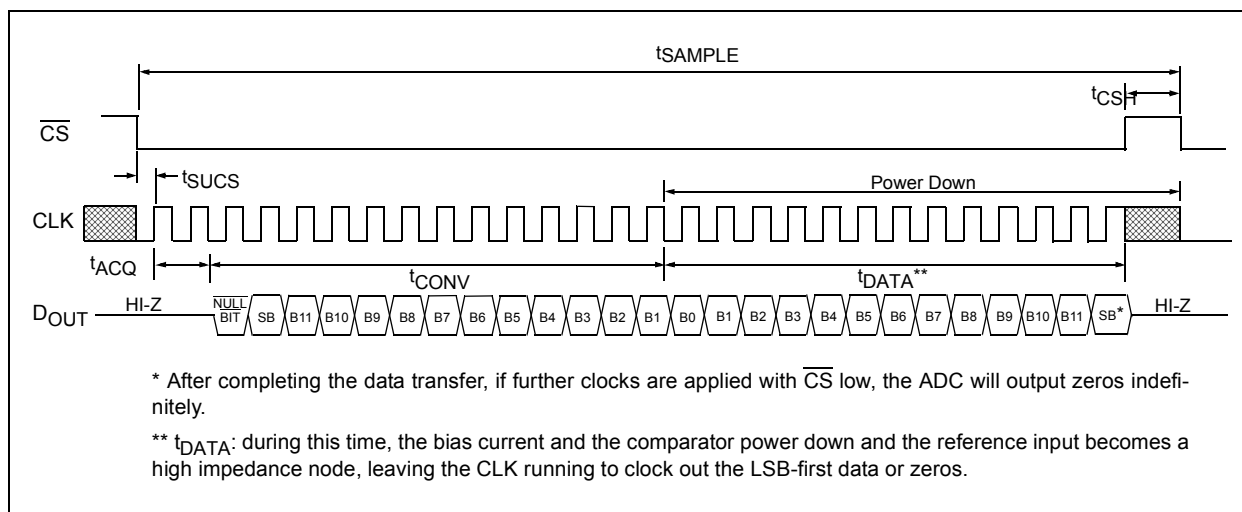 tSAMPLE
tCSH
CS
tSUCS
Power Down
CLK
tACQ
tCONV
tDATA**
DOUT
HI-Z
NULL BIT SB B11 B10 B9 B8 B7 B6 B5 B4 B3 B2 B1 B0 B1 B2 B3 B4 B5 B6 B7 B8 B9 B10 B11 SB*
HI-Z
* After completing the data transfer, if further clocks are applied with CS low, the ADC will output zeros indefi-
nitely.
** tDATA: during this time, the bias current and the comparator power down and the reference input becomes a
high impedance node, leaving the CLK running to clock out the LSB-first data or zeros.